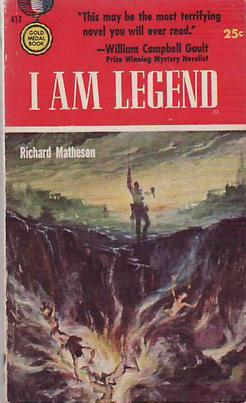 417
GOLD
MEDAL
BOOK
"This may be the most terrifying
novel you will ever read."
—William Campbell Gault
Prize Winning Mystery Novelist
25¢
I AM LEGEND
Richard Matheson